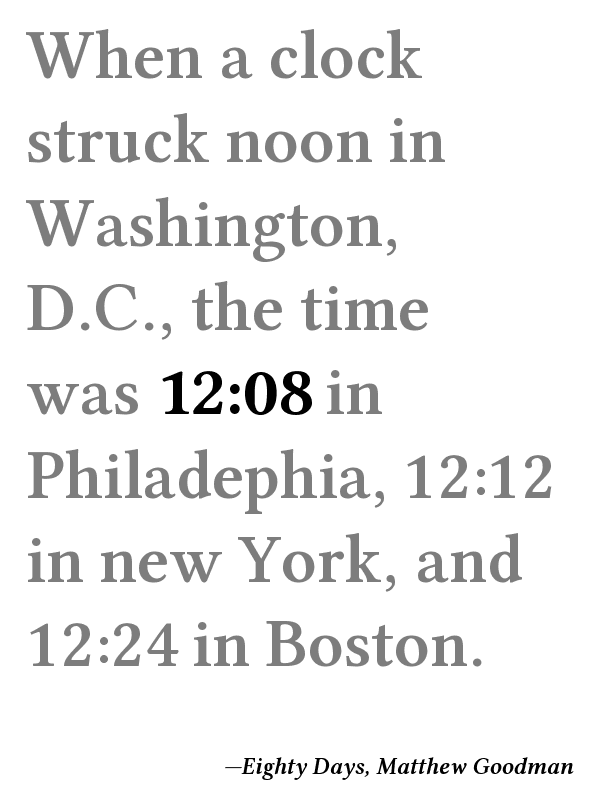 When a clock
struck noon in
Washington,
D.C., the time
was 12:08 in
Philadephia, 12:12
in new York, and
12:24 in Boston.
—Eighty Days, Matthew Goodman